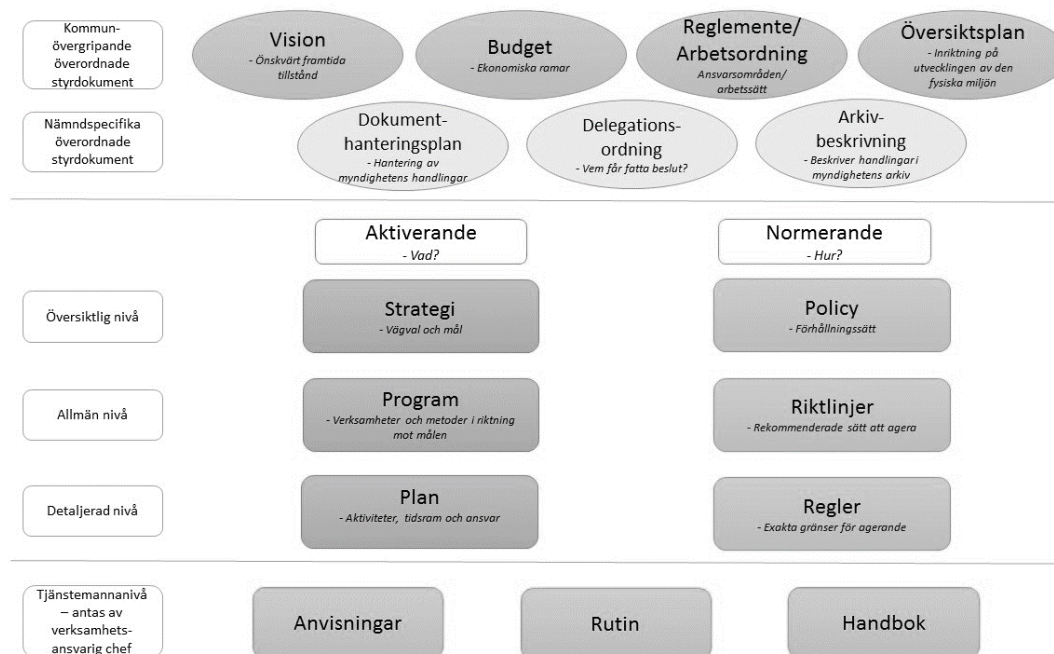 Kommun-
övergripande
överordnade
styrdokument
Vision
- Önskvärt framtida
tillstånd
Budget
- Ekonomiska ramar
Reglemente/
Arbetsordning
Ansvarsområden/
arbetssätt
Översiktsplan
- Inriktning på
utvecklingen av den
fysiska miljön
Nämndspecifika
överordnade
styrdokument
Dokument-
hanteringsplan
- Hantering av
myndighetens handlingar
Delegations-
ordning
- Vem får fatta beslut?
Arkiv-
beskrivning
- Beskriver handlingar i
myndighetens arkiv
Aktiverande
- Vad?
Normerande
- Hur?
Översiktlig nivå
Strategi
- Vägval och mål
Policy
- Förhållningssätt
Allmän nivå
Program
- Verksamheter och metoder i riktning
mot målen
Riktlinjer
- Rekommenderade sätt att agera
Detaljerad nivå
Plan
- Aktiviteter, tidsram och ansvar
Regler
- Exakta gränser för agerande
Tjänstemannanivå
– antas av
verksamhets-
ansvarig chef
Anvisningar
Rutin
Handbok